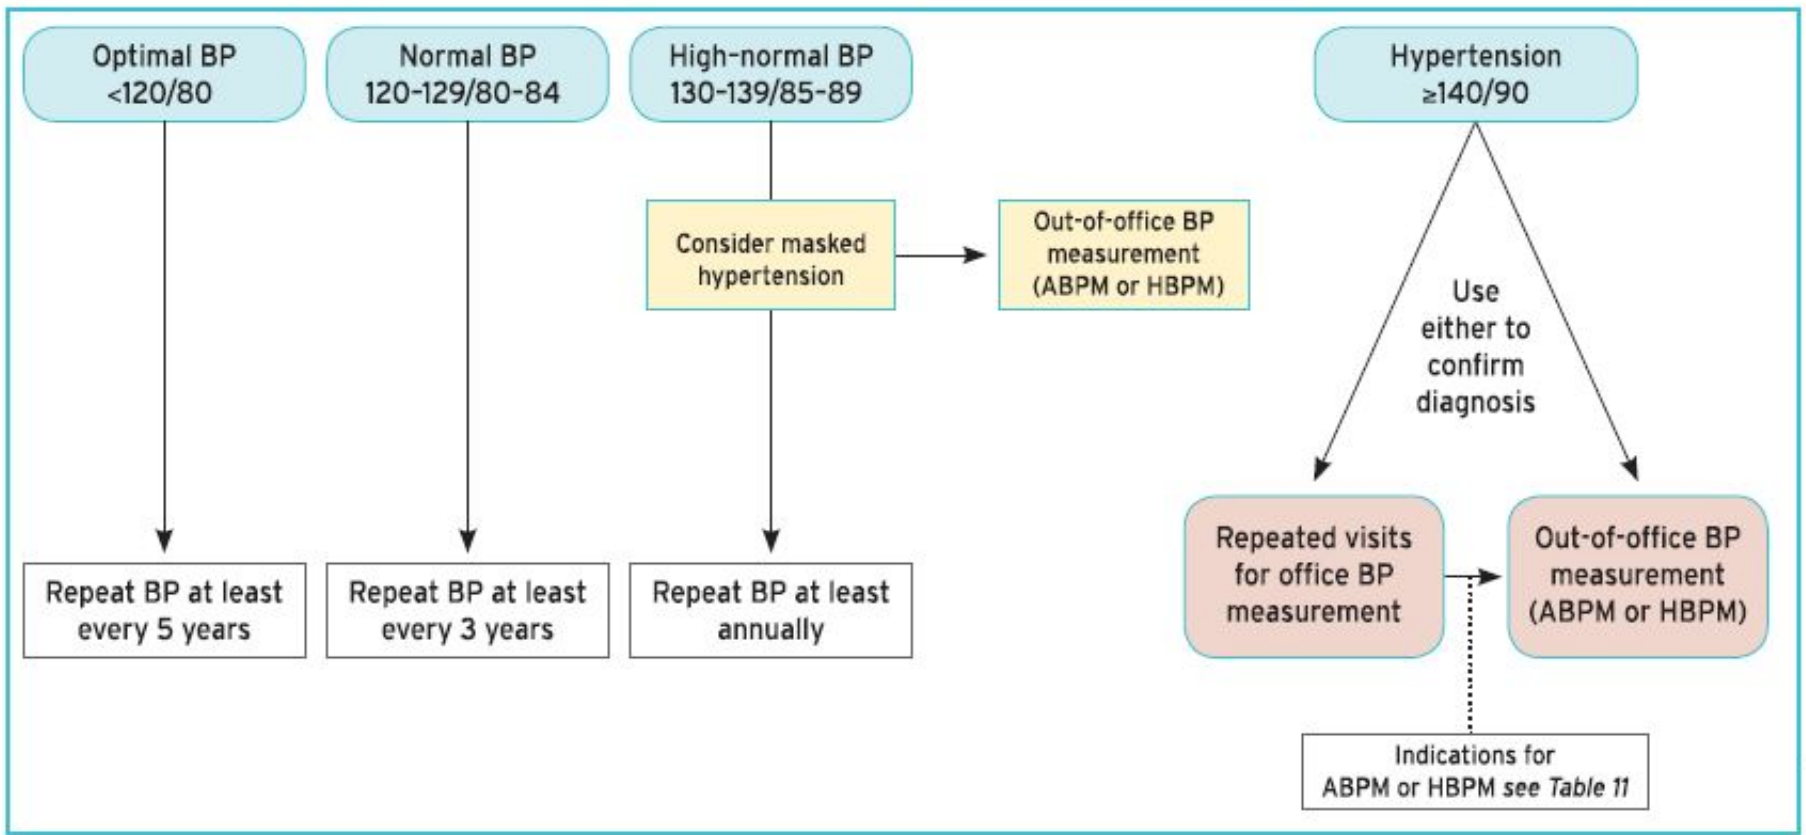 Optimal BP
<120/80
Normal BP
120-129/80-84
High-normal BP
130-139/85-89
Hypertension
≥140/90
Consider masked
hypertension
Out-of-office BP
measurement
(ABPM or HBPM)
Use
either to
confirm
diagnosis
Repeat BP at least
every 5 years
Repeat BP at least
every 3 years
Repeat BP at least
annually
Repeated visits
for office BP
measurement
Out-of-office BP
measurement
(ABPM or HBPM)
Indications for
ABPM or HBPM see Table 11